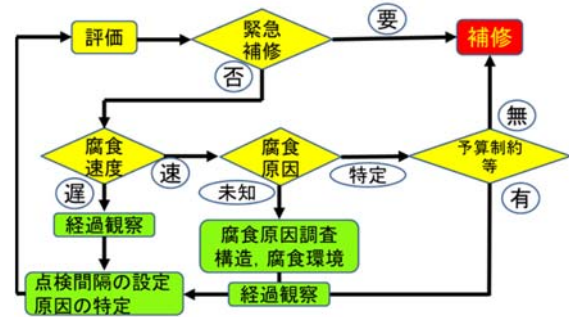 評価
緊急
補修
要
補修
否
無
腐食
速度
速
腐食
原因
特定
予算制約
等
遅
未知
有
経過観察
腐食原因調査
構造，腐食環境
点検間隔の設定
原因の特定
経過観察